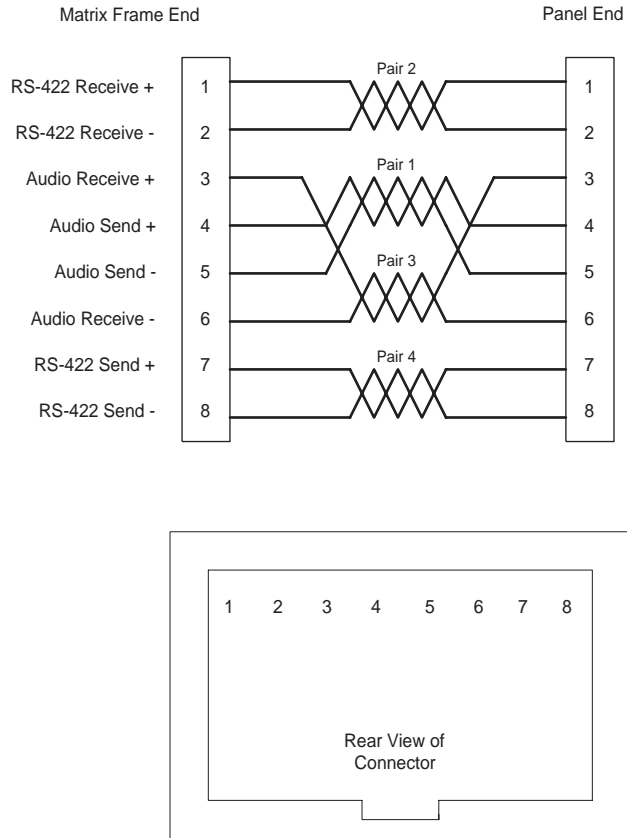 Matrix Frame End Panel End
Pair 2
RS-422 Receive + 1 1
RS-422 Receive - 2 2
Pair 1
Audio Receive + 3 3
Audio Send + 4 4
Audio Send - 5 5
Pair 3
Audio Receive - 6 6
Pair 4
RS-422 Send + 7 7
RS-422 Send - 8 8
1 2 3 4 5 6 7 8
Rear View of
Connector